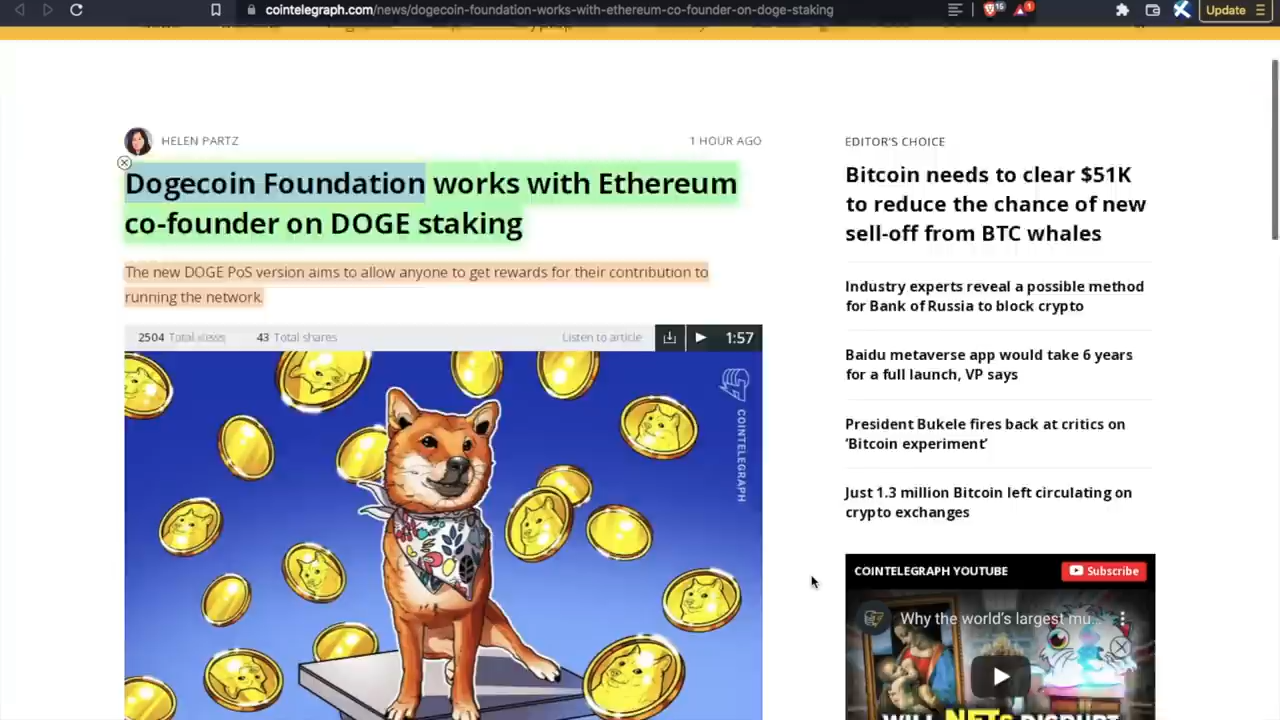 cointelegraph.com/news/dogecoin-foundation-works-with-ethereum-co-founder-on-doge-staking
15
1
Update
HELEN PARTZ
1 HOUR AGO
Dogecoin Foundation works with Ethereum
co-founder on DOGE staking
The new DOGE PoS version aims to allow anyone to get rewards for their contribution to
running the network.
2504 Total views
43 Total shares
Listen to article
1:57
COINTELEGRAPH
EDITOR'S CHOICE
Bitcoin needs to clear $51K
to reduce the chance of new
sell-off from BTC whales
Industry experts reveal a possible method
for Bank of Russia to block crypto
Baidu metaverse app would take 6 years
for a full launch, VP says
President Bukele fires back at critics on
‘Bitcoin experiment’
Just 1.3 million Bitcoin left circulating on
crypto exchanges
COINTELEGRAPH YOUTUBE
Subscribe
Why the world's largest mu...
WILL NFTs DISRUPT